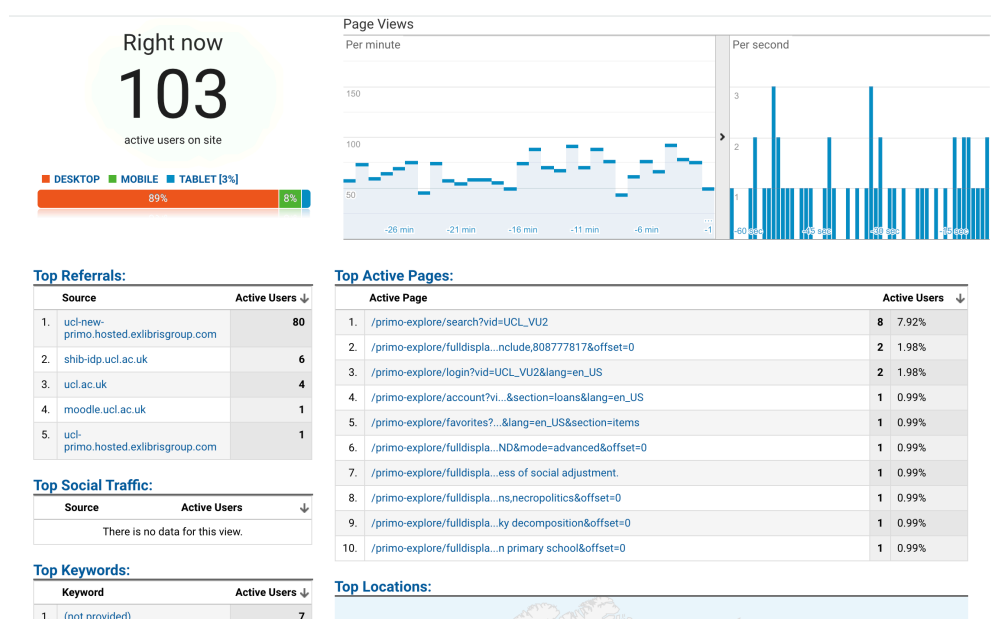 Right now
103
active users on site
DESKTOP MOBILE TABLET [3%]
89% 8%
Page Views
Per minute
150
100
50
-26 min -21 min -16 min -11 min -6 min -1
Per second
3
2
1
-60 sec -45 sec -30 sec -15 sec
Top Referrals:
Source Active Users
1. ucl-new-
primo.hosted.exlibrisgroup.com 80
2. shib-idp.ucl.ac.uk 6
3. ucl.ac.uk 4
4. moodle.ucl.ac.uk 1
5. ucl-
primo.hosted.exlibrisgroup.com 1
Top Social Traffic:
Source Active Users
There is no data for this view.
Top Keywords:
Keyword Active Users
1. (not provided) 7
Top Active Pages:
Active Page Active Users
1. /primo-explore/search?vid=UCL_VU2 8 7.92%
2. /primo-explore/fulldispla...nclude,808777817&offset=0 2 1.98%
3. /primo-explore/login?vid=UCL_VU2&lang=en_US 2 1.98%
4. /primo-explore/account?vi...&section=loans&lang=en_US 1 0.99%
5. /primo-explore/favorites?...&lang=en_US&section=items 1 0.99%
6. /primo-explore/fulldispla...ND&mode=advanced&offset=0 1 0.99%
7. /primo-explore/fulldispla...ess of social adjustment. 1 0.99%
8. /primo-explore/fulldispla...ns,necropolitics&offset=0 1 0.99%
9. /primo-explore/fulldispla...ky decomposition&offset=0 1 0.99%
10. /primo-explore/fulldispla...n primary school&offset=0 1 0.99%
Top Locations: